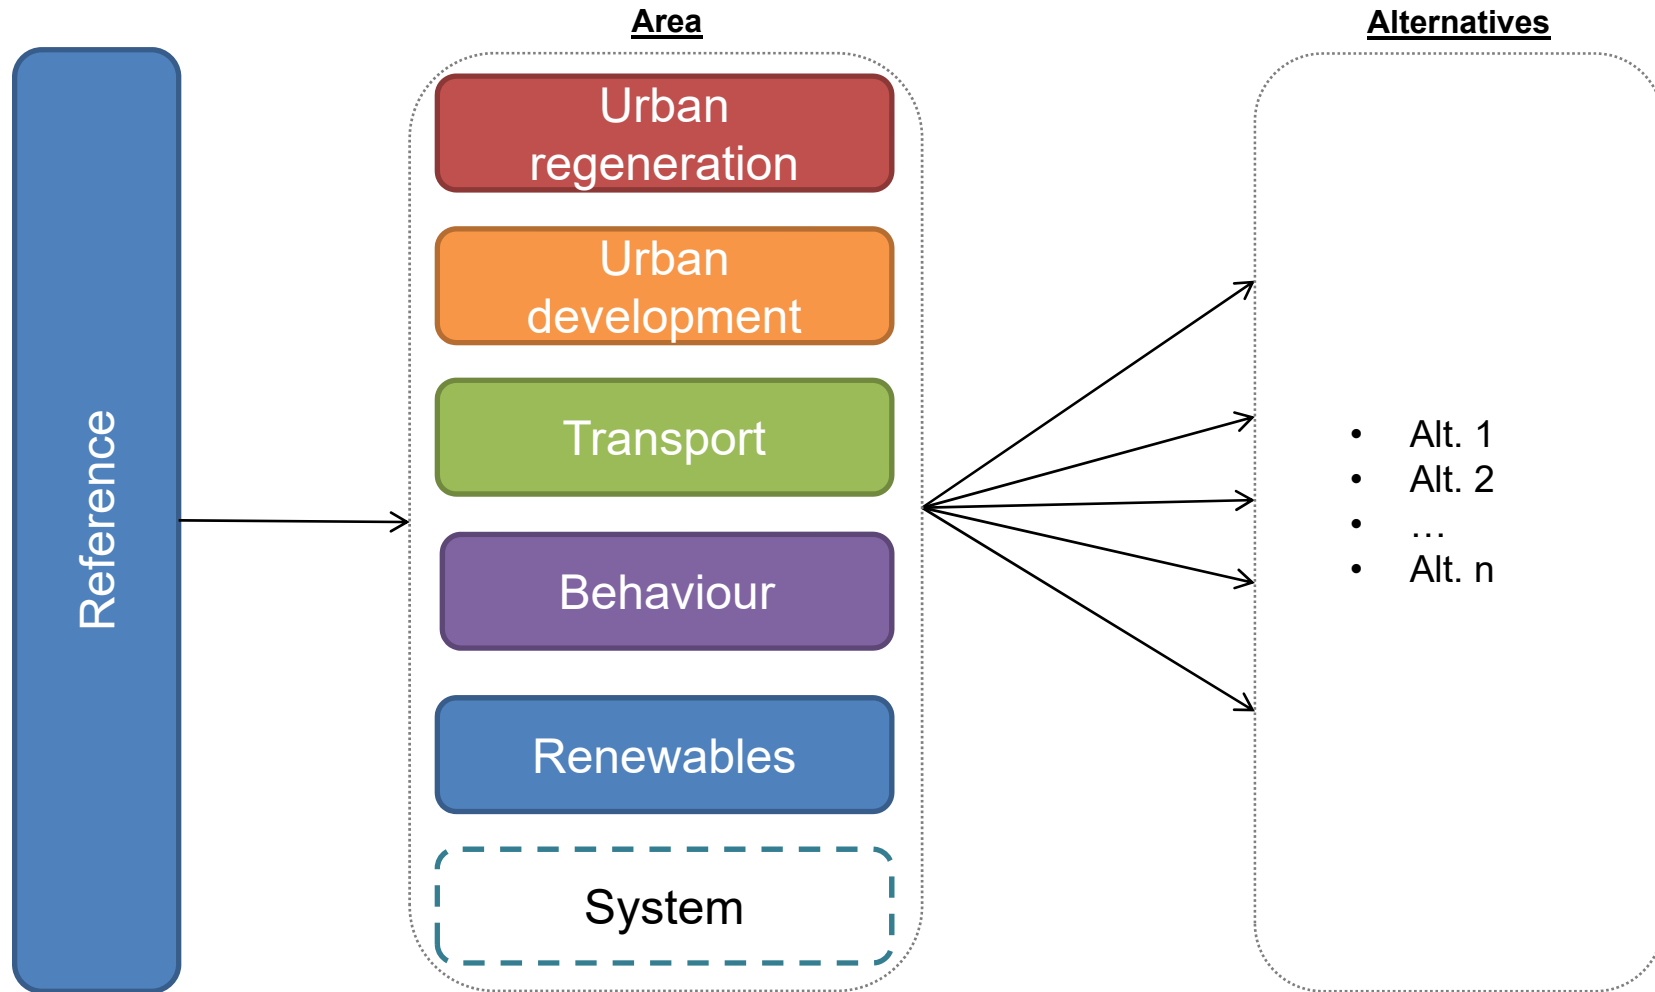 Area
Alternatives
Reference
Urban
regeneration
Urban
development
Transport
Behaviour
Renewables
System
• Alt. 1
• Alt. 2
• …
• Alt. n